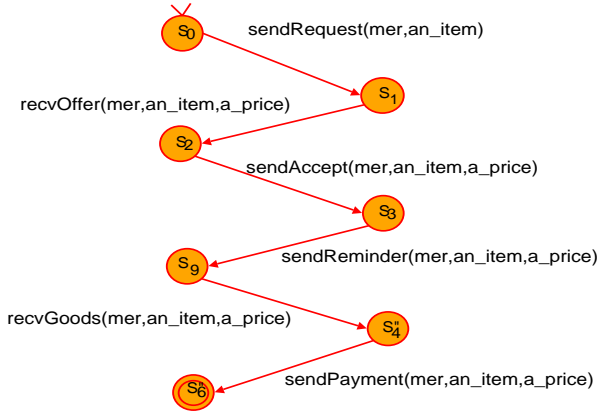 S0
sendRequest(mer,an_item)
S1
recvOffer(mer,an_item,a_price)
S2
sendAccept(mer,an_item,a_price)
S3
sendReminder(mer,an_item,a_price)
S9
recvGoods(mer,an_item,a_price)
S4"
sendPayment(mer,an_item,a_price)
S6"